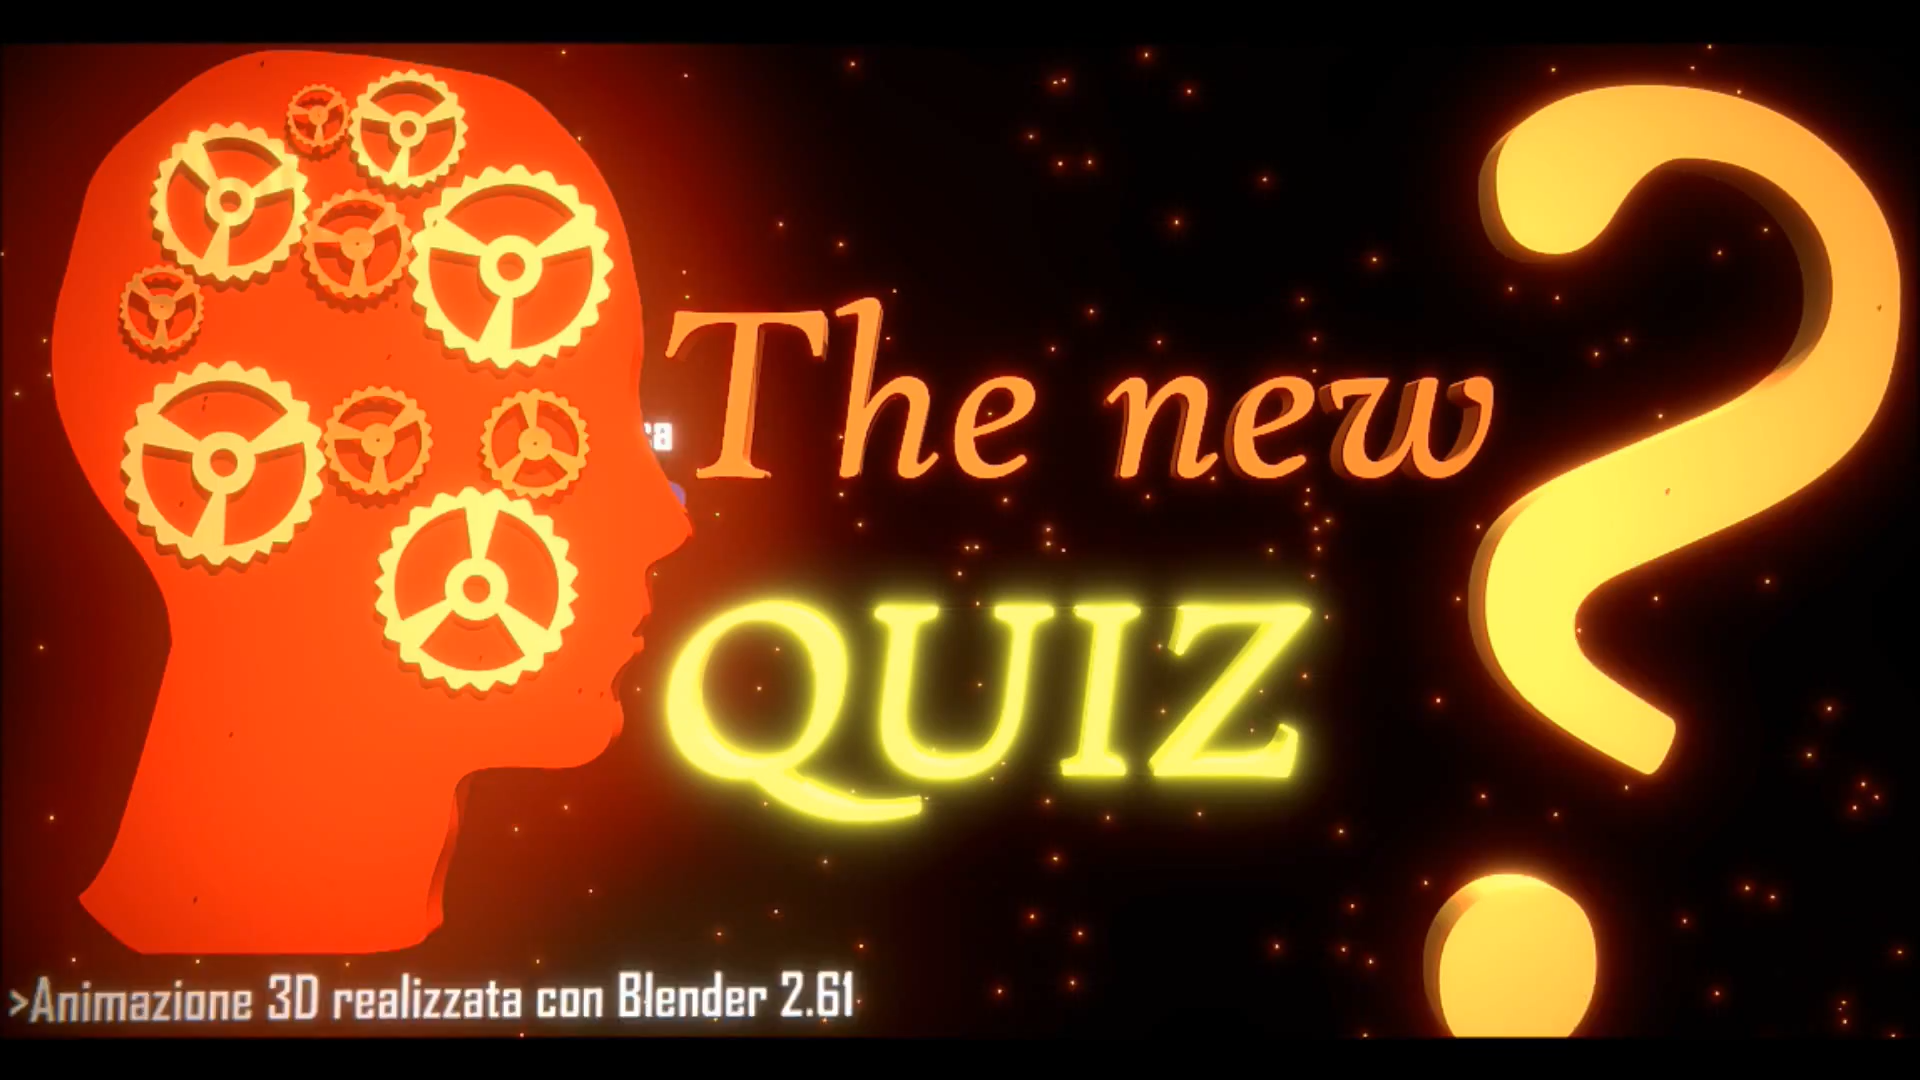 The new
QUIZ
>Animazione 3D realizzata con Blender 2.61